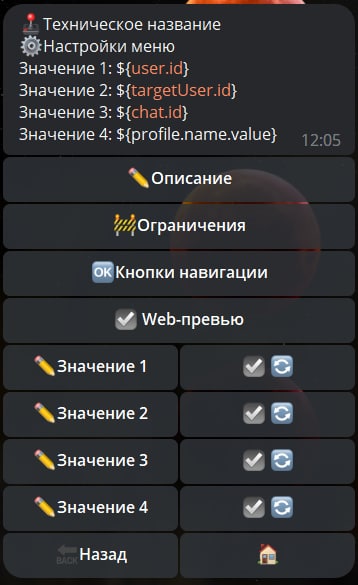 🕹Техническое название
⚙️Настройки меню
Значение 1: ${user.id}
Значение 2: ${targetUser.id}
Значение 3: ${chat.id}
Значение 4: ${profile.name.value}
12:05
✏️Описание
🚧Ограничения
🆗Кнопки навигации
☑️ Web-превью
✏️Значение 1 ☑️ 🔄
✏️Значение 2 ☑️ 🔄
✏️Значение 3 ☑️ 🔄
✏️Значение 4 ☑️ 🔄
🔙Назад 🏠